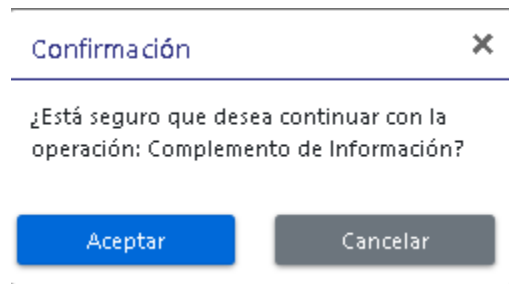 Confirmación ×
¿Está seguro que desea continuar con la
operación: Complemento de Información?
Aceptar Cancelar